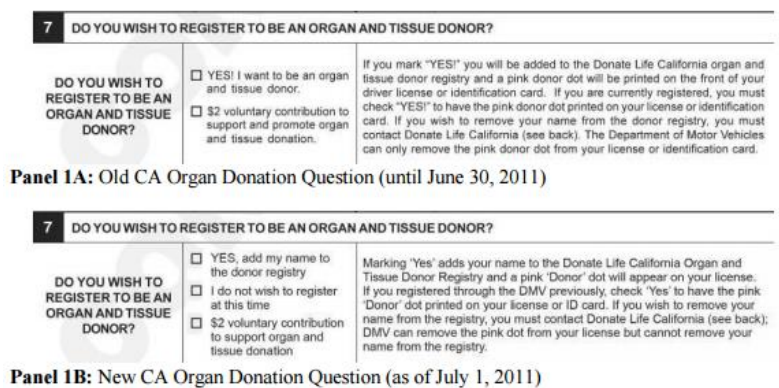 7 DO YOU WISH TO REGISTER TO BE AN ORGAN AND TISSUE DONOR?
DO YOU WISH TO
REGISTER TO BE AN
ORGAN AND TISSUE
DONOR?
☐ YES! I want to be an organ
and tissue donor.
☐ $2 voluntary contribution to
support and promote organ
and tissue donation.
If you mark "YES!" you will be added to the Donate Life California organ and
tissue donor registry and a pink donor dot will be printed on the front of your
driver license or identification card. If you are currently registered, you must
check "YES!" to have the pink donor dot printed on your license or identification
card. If you wish to remove your name from the donor registry, you must
contact Donate Life California (see back). The Department of Motor Vehicles
can only remove the pink donor dot from your license or identification card.
Panel 1A: Old CA Organ Donation Question (until June 30, 2011)
7 DO YOU WISH TO REGISTER TO BE AN ORGAN AND TISSUE DONOR?
DO YOU WISH TO
REGISTER TO BE AN
ORGAN AND TISSUE
DONOR?
☐ YES, add my name to
the donor registry
☐ I do not wish to register
at this time
☐ $2 voluntary contribution
to support organ and
tissue donation
Marking 'Yes' adds your name to the Donate Life California Organ and
Tissue Donor Registry and a pink 'Donor' dot will appear on your license.
If you registered through the DMV previously, check 'Yes' to have the pink
'Donor' dot printed on your license or ID card. If you wish to remove your
name from the registry, you must contact Donate Life California (see back);
DMV can remove the pink dot from your license but cannot remove your
name from the registry.
Panel 1B: New CA Organ Donation Question (as of July 1, 2011)